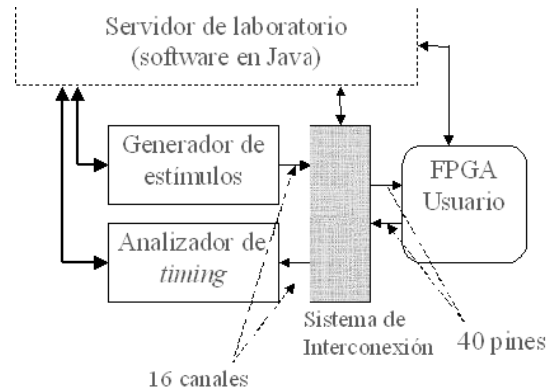 Servidor de laboratorio
(software en Java)
Generador de
estímulos
FPGA
Usuario
Analizador de
timing
Sistema de
Interconexión
40 pines
16 canales